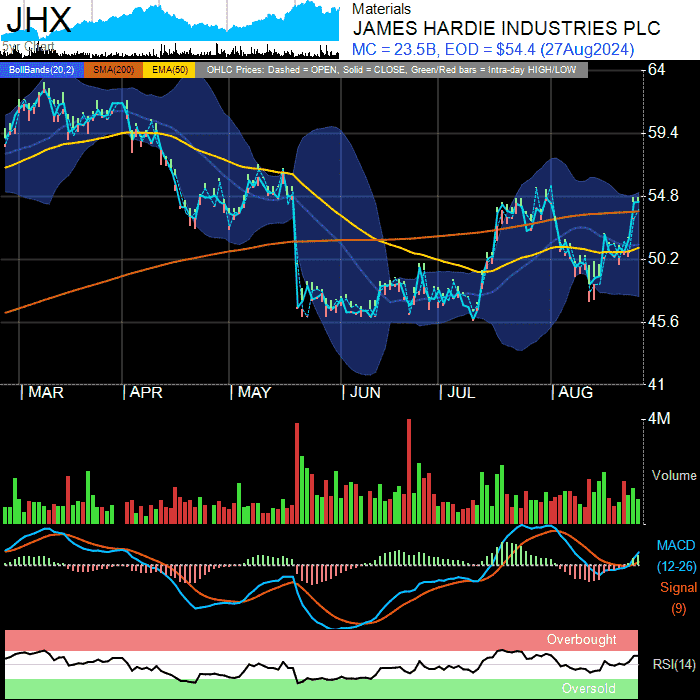 JHX
5yr Chart
Materials
JAMES HARDIE INDUSTRIES PLC
MC = 23.5B, EOD = $54.4 (27Aug2024)
BollBands(20,2) SMA(200) EMA(50) OHLC Prices: Dashed = OPEN, Solid = CLOSE, Green/Red bars = Intra-day HIGH/LOW
64
59.4
54.8
50.2
45.6
41
MAR APR MAY JUN JUL AUG
4M
Volume
MACD
(12-26)
Signal
(9)
Overbought
RSI(14)
Oversold